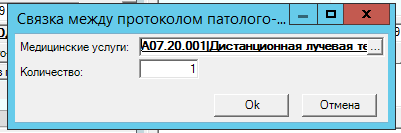 Связка между протоколом патолого-...
Медицинские услуги: A07.20.001|Дистанционная лучевая те ...
Количество: 1
Ok Отмена